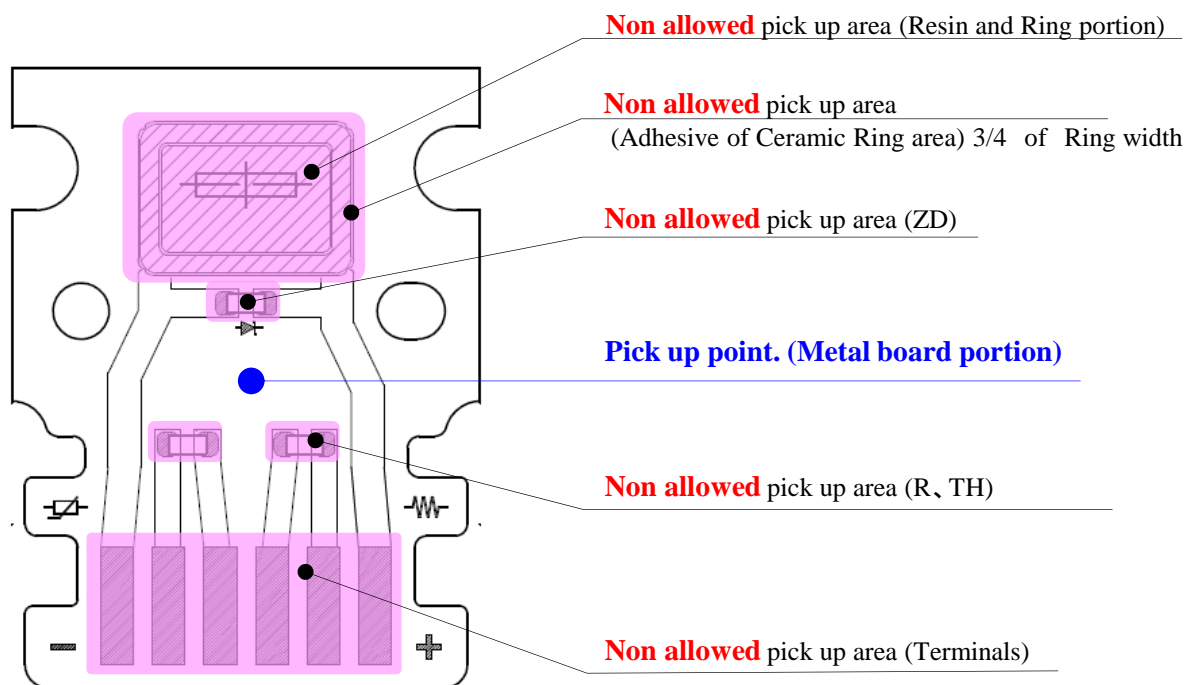 Non allowed pick up area (Resin and Ring portion)
Non allowed pick up area
(Adhesive of Ceramic Ring area) 3/4 of Ring width
Non allowed pick up area (ZD)
Pick up point. (Metal board portion)
Non allowed pick up area (R、TH)
Non allowed pick up area (Terminals)